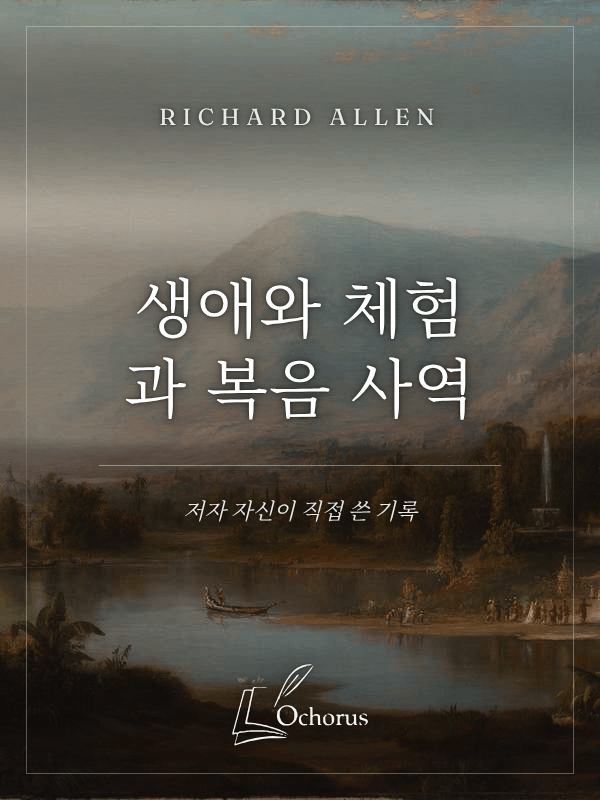 RICHARD ALLEN
생애와 체험
과 복음 사역
저자 자신이 직접 쓴 기록
Ochorus